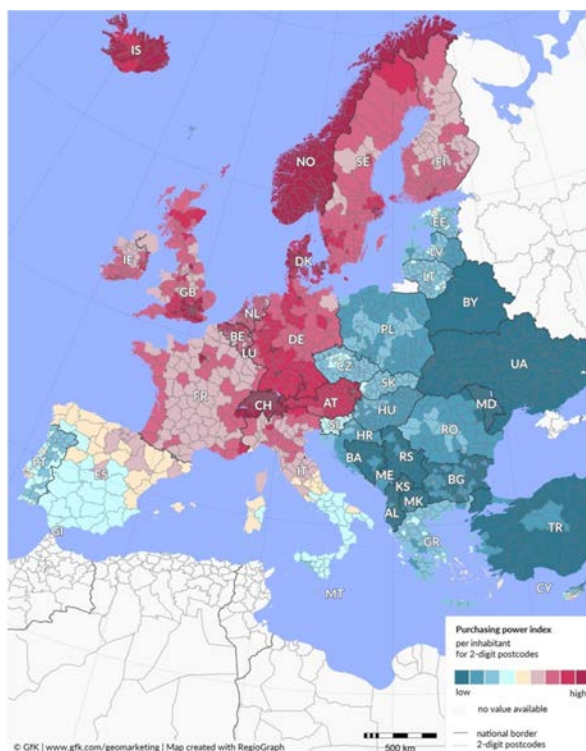 IS
NO
SE
FI
EE
LV
LT
IE
GB
DK
NL
BE
LU
DE
PL
BY
UA
CZ
SK
FR
CH
AT
HU
MD
SI
HR
RO
BA
RS
ME
KS
BG
MK
AL
IT
ES
PT
GR
TR
GI
MT
CY
Purchasing power index
per inhabitant
for 2-digit postcodes
low high
no value available
national border
2-digit postcodes
500 km
© GfK | www.gfk.com/geomarketing | Map created with RegioGraph